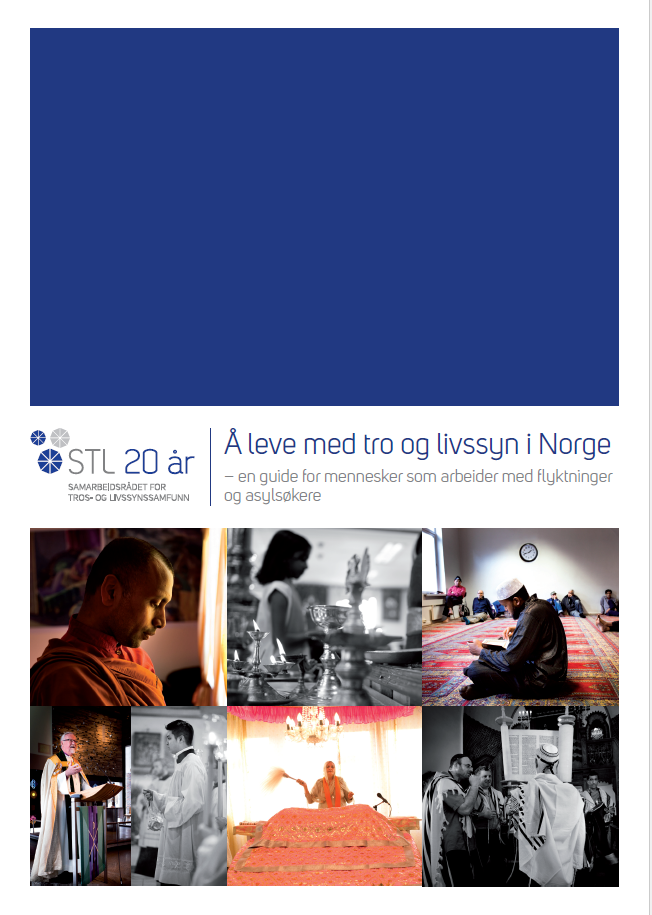 STL 20 år
SAMARBEIDSRÅDET FOR
TROS- OG LIVSSYNSSAMFUNN
Å leve med tro og livssyn i Norge
– en guide for mennesker som arbeider med flyktninger
og asylsøkere